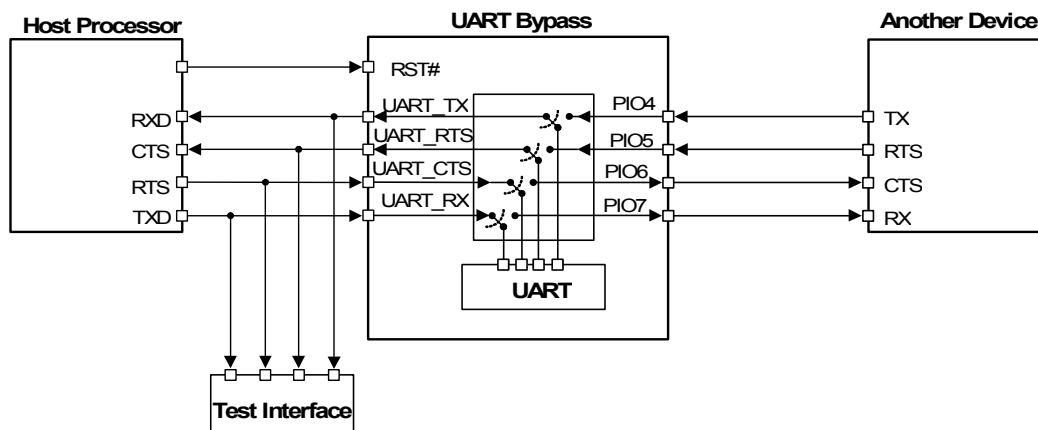 Host Processor
UART Bypass
Another Device
RST#
RXD
UART_TX
PIO4
TX
CTS
UART_RTS
PIO5
RTS
RTS
UART_CTS
PIO6
CTS
TXD
UART_RX
PIO7
RX
UART
Test Interface